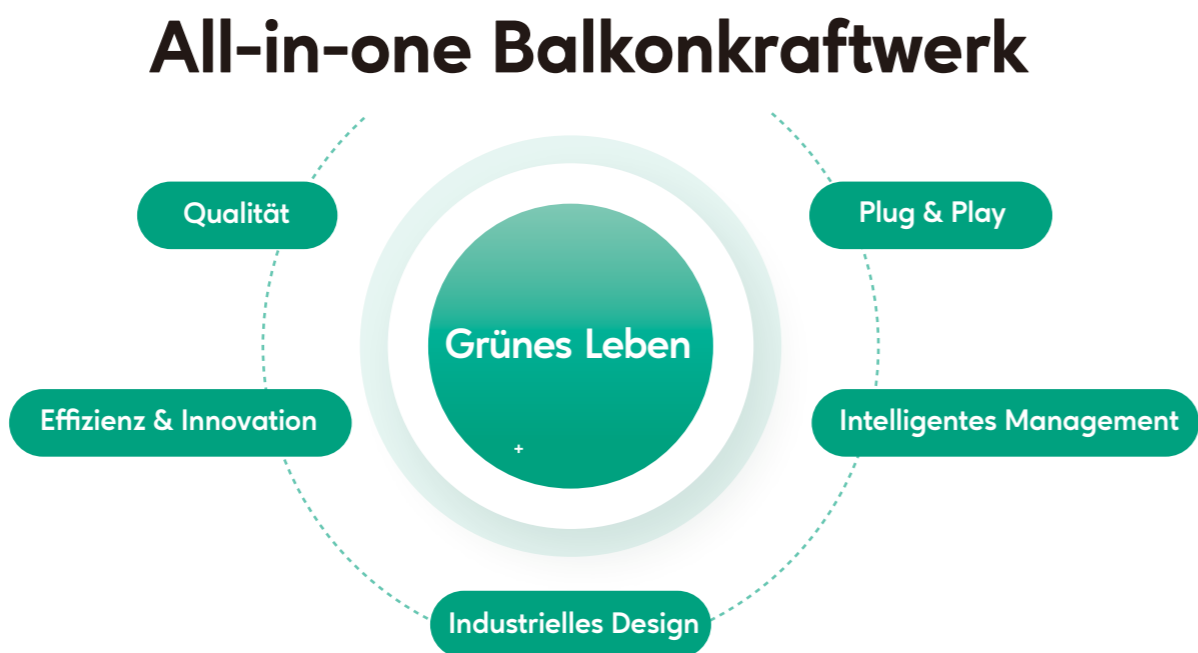 All-in-one Balkonkraftwerk
Qualität
Plug & Play
Grünes Leben
Effizienz & Innovation
Intelligentes Management
+
Industrielles Design